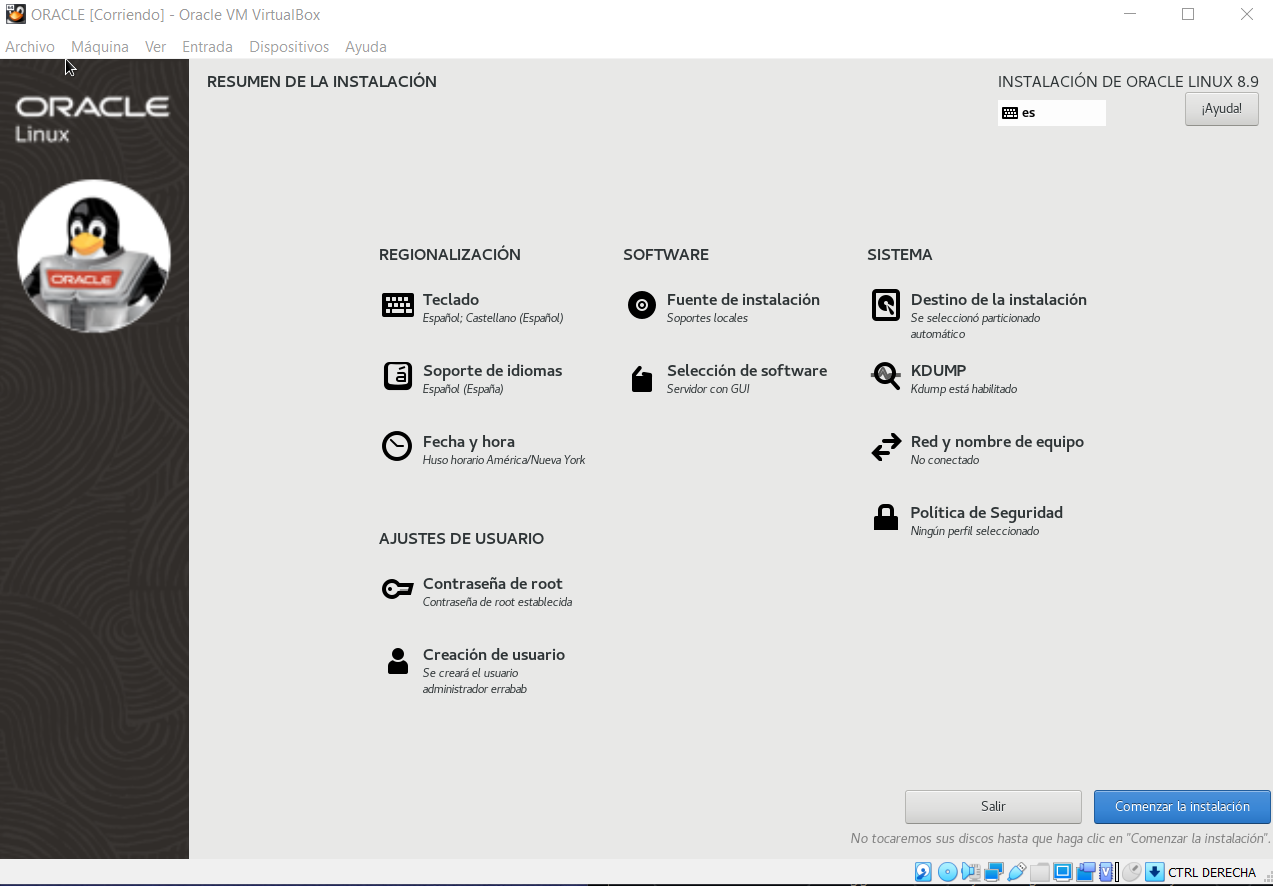 ORACLE [Corriendo] - Oracle VM VirtualBox
Archivo Máquina Ver Entrada Dispositivos Ayuda
ORACLE
Linux
ORACLE
RESUMEN DE LA INSTALACIÓN
INSTALACIÓN DE ORACLE LINUX 8.9
es
¡Ayuda!
REGIONALIZACIÓN
Teclado
Español; Castellano (Español)
Soporte de idiomas
Español (España)
Fecha y hora
Huso horario América/Nueva York
SOFTWARE
Fuente de instalación
Soportes locales
Selección de software
Servidor con GUI
SISTEMA
Destino de la instalación
Se seleccionó particionado
automático
KDUMP
Kdump está habilitado
Red y nombre de equipo
No conectado
Política de Seguridad
Ningún perfil seleccionado
AJUSTES DE USUARIO
Contraseña de root
Contraseña de root establecida
Creación de usuario
Se creará el usuario
administrador errabab
Salir
Comenzar la instalación
No tocaremos sus discos hasta que haga clic en "Comenzar la instalación".
CTRL DERECHA